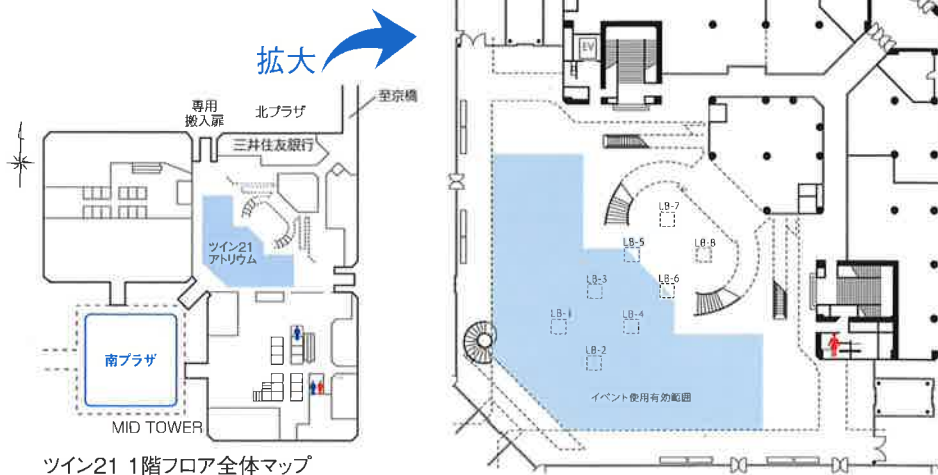 拡大
至京橋
専用
搬入扉
北プラザ
三井住友銀行
ツイン21
アトリウム
南プラザ
MID TOWER
ツイン21 1階フロア全体マップ
EV
LB-7
LB-5
LB-8
LB-3
LB-6
LB-1
LB-4
LB-2
イベント使用有効範囲